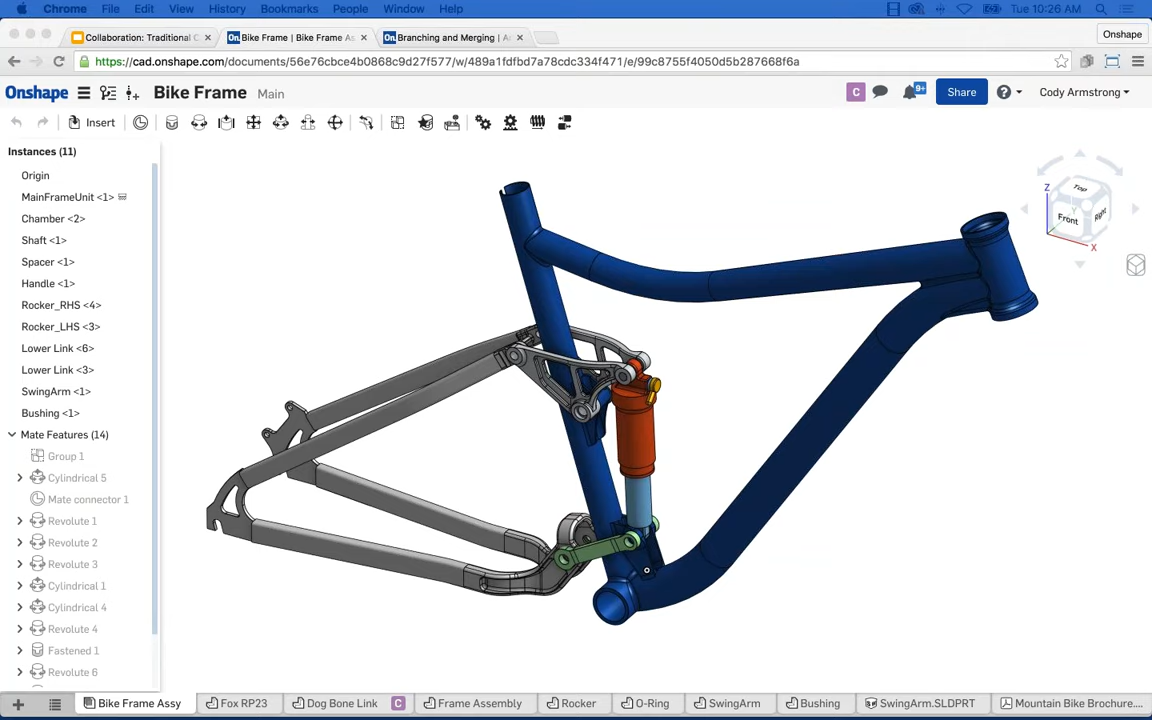 Chrome File Edit View History Bookmarks People Window Help Tue 10:26 AM
Collaboration: Traditional C × On Bike Frame | Bike Frame As × On Branching and Merging | A × Onshape
https://cad.onshape.com/documents/56e76cbce4b0868c9d27f577/w/489a1fdfbd7a78cdc334f471/e/99c8755f4050d5b287668f6a
Onshape Bike Frame Main C 9+ Share Cody Armstrong
Insert
Instances (11)
Origin
MainFrameUnit <1>
Chamber <2>
Shaft <1>
Spacer <1>
Handle <1>
Rocker_RHS <4>
Rocker_LHS <3>
Lower Link <6>
Lower Link <3>
SwingArm <1>
Bushing <1>
Mate Features (14)
Group 1
Cylindrical 5
Mate connector 1
Revolute 1
Revolute 2
Revolute 3
Cylindrical 1
Cylindrical 4
Revolute 4
Fastened 1
Revolute 6
Top
Front Right
Z
Y
X
Bike Frame Assy Fox RP23 Dog Bone Link C Frame Assembly Rocker O-Ring SwingArm Bushing SwingArm.SLDPRT Mountain Bike Brochure....